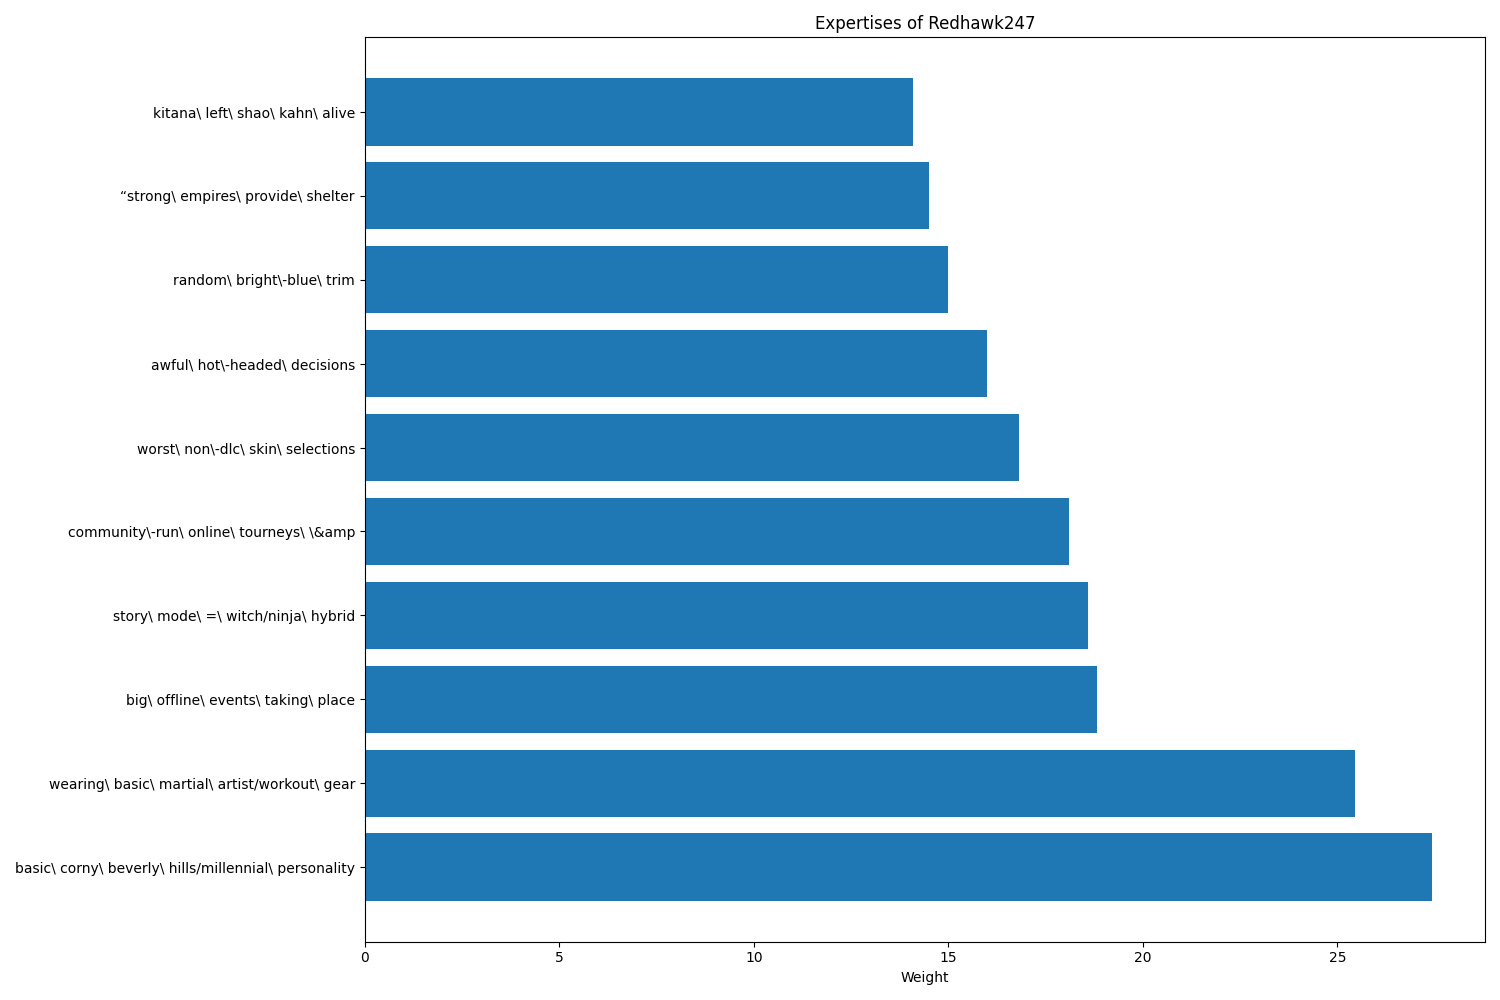 Expertises of Redhawk247
kitana\ left\ shao\ kahn\ alive
“strong\ empires\ provide\ shelter
random\ bright\-blue\ trim
awful\ hot\-headed\ decisions
worst\ non\-dlc\ skin\ selections
community\-run\ online\ tourneys\ \&amp
story\ mode\ =\ witch/ninja\ hybrid
big\ offline\ events\ taking\ place
wearing\ basic\ martial\ artist/workout\ gear
basic\ corny\ beverly\ hills/millennial\ personality
0 5 10 15 20 25
Weight